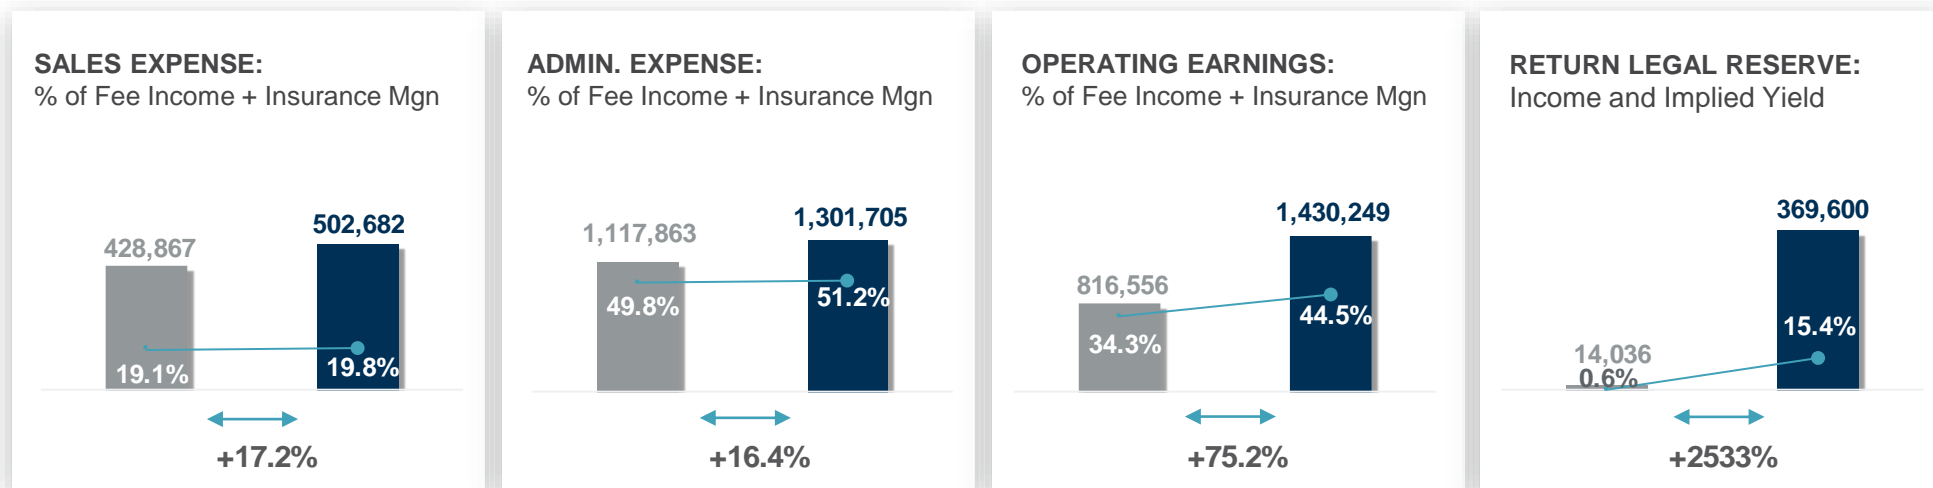 SALES EXPENSE:
% of Fee Income + Insurance Mgn
428,867
502,682
19.1%
19.8%
+17.2%
ADMIN. EXPENSE:
% of Fee Income + Insurance Mgn
1,117,863
1,301,705
49.8%
51.2%
+16.4%
OPERATING EARNINGS:
% of Fee Income + Insurance Mgn
816,556
1,430,249
34.3%
44.5%
+75.2%
RETURN LEGAL RESERVE:
Income and Implied Yield
14,036
369,600
0.6%
15.4%
+2533%